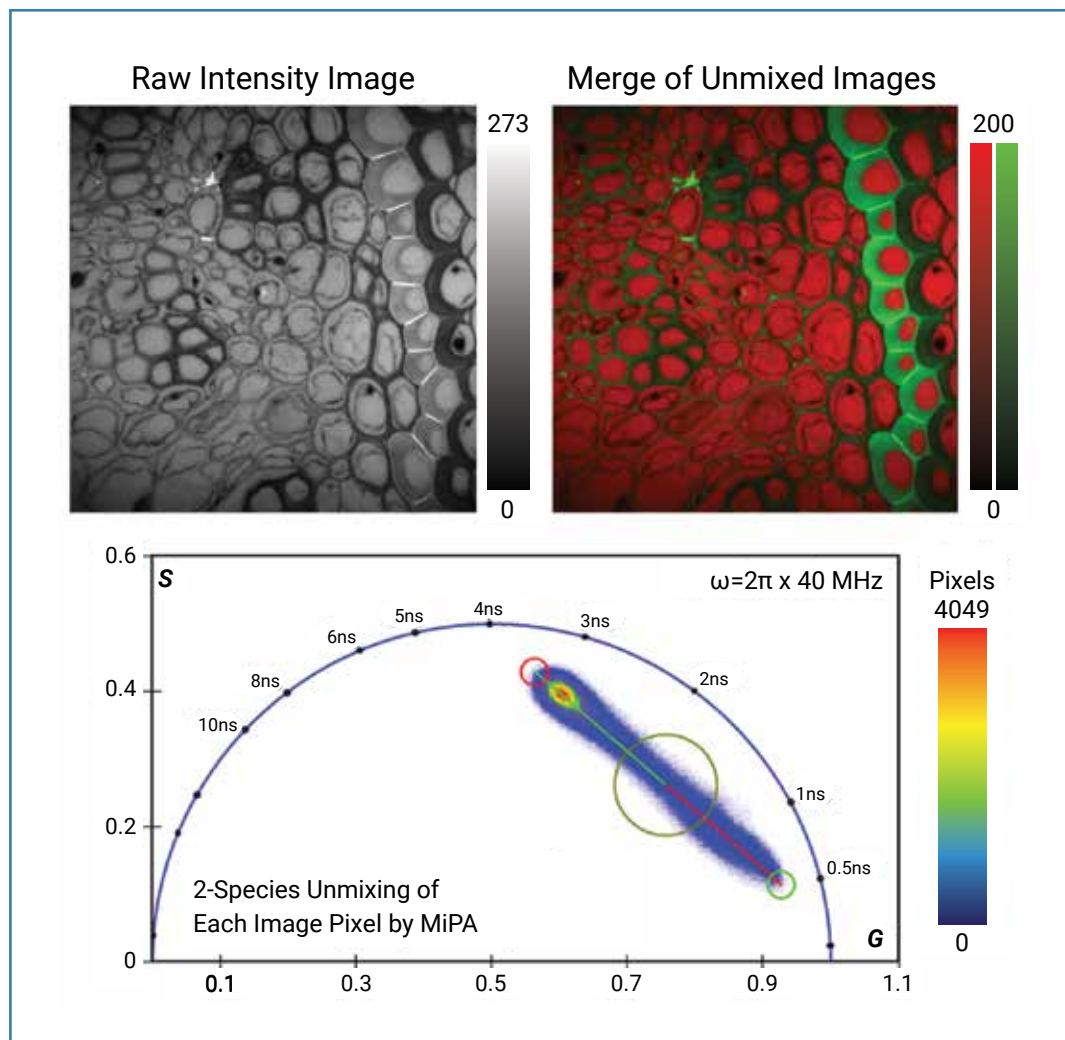 Raw Intensity Image
Merge of Unmixed Images
273
0
200
0
0.6
S
ω=2π x 40 MHz
Pixels
4049
0
5ns
4ns
3ns
6ns
8ns
2ns
10ns
1ns
0.5ns
0.4
0.2
0
2-Species Unmixing of
Each Image Pixel by MiPA
G
0.1
0.3
0.5
0.7
0.9
1.1